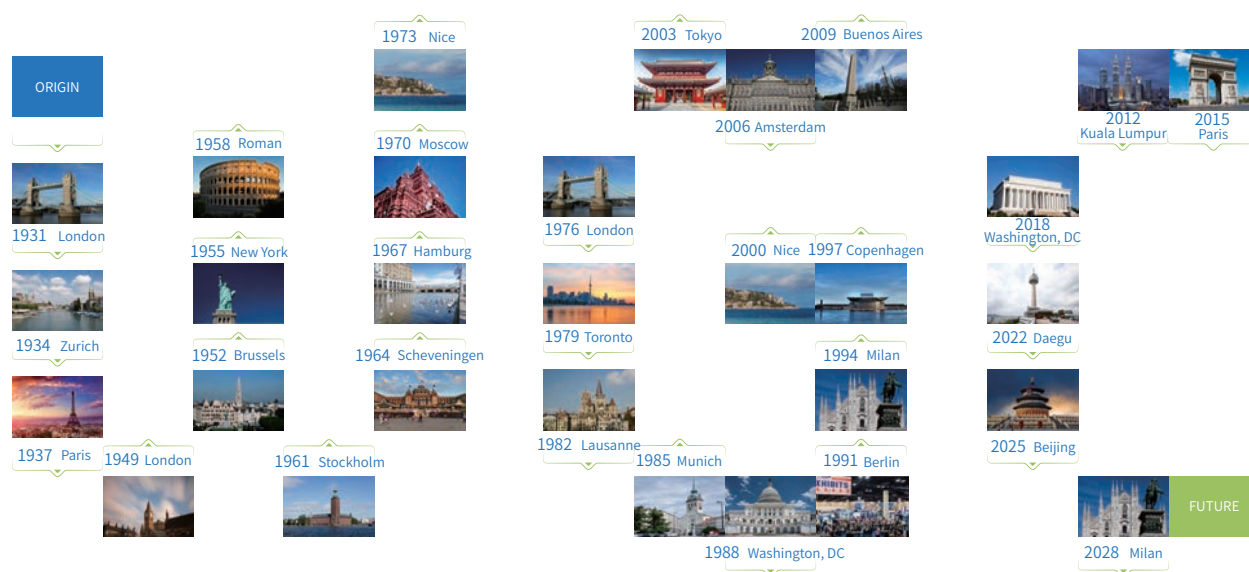 ORIGIN
1931 London
1934 Zurich
1937 Paris
1949 London
1952 Brussels
1955 New York
1958 Roman
1961 Stockholm
1964 Scheveningen
1967 Hamburg
1970 Moscow
1973 Nice
1976 London
1979 Toronto
1982 Lausanne
1985 Munich
1988 Washington, DC
1991 Berlin
EXHIBITS
1994 Milan
1997 Copenhagen
2000 Nice
2003 Tokyo
2006 Amsterdam
2009 Buenos Aires
2012
Kuala Lumpur
2015
Paris
2018
Washington, DC
2022 Daegu
2025 Beijing
2028 Milan
FUTURE